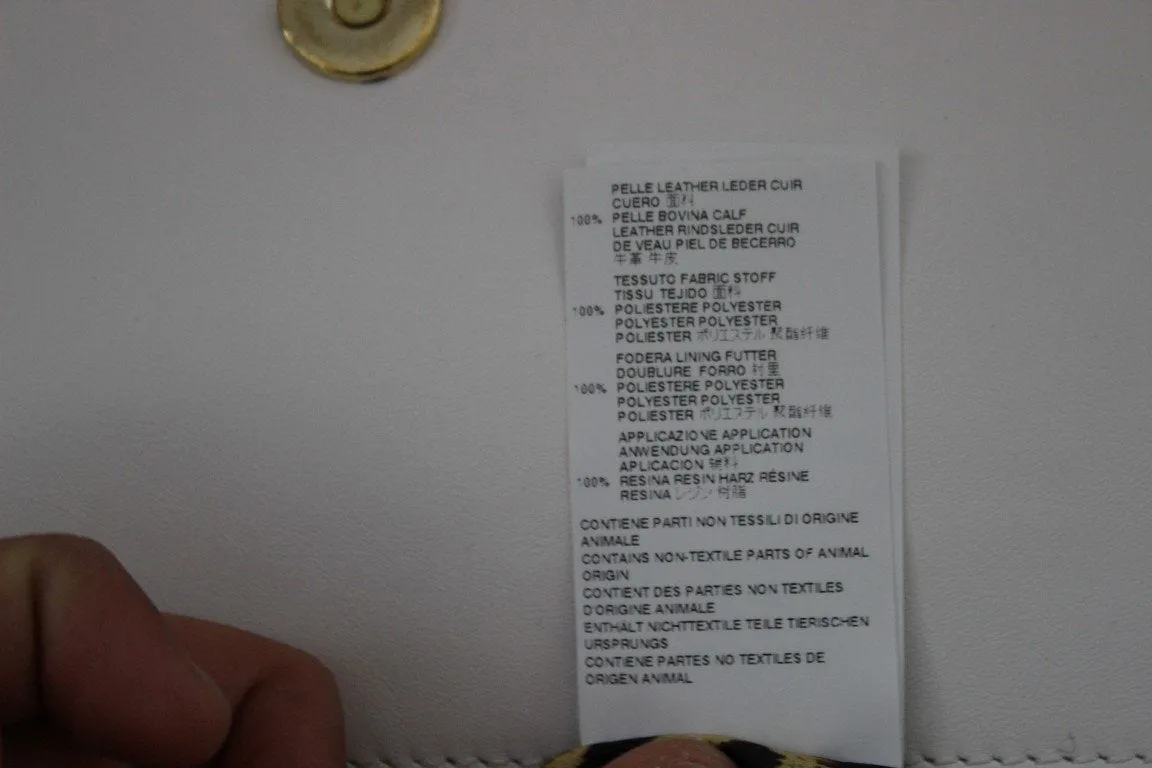 PELLE LEATHER LEDER CUIR
CUERO 面料
100% PELLE BOVINA CALF
LEATHER RINDSLEDER CUIR
DE VEAU PIEL DE BECERRO
牛革 牛皮
TESSUTO FABRIC STOFF
TISSU TEJIDO 面料
100% POLIESTERE POLYESTER
POLYESTER POLYESTER
POLIESTER ポリエステル 聚酯纤维
FODERA LINING FUTTER
DOUBLURE FORRO 衬里
100% POLIESTERE POLYESTER
POLYESTER POLYESTER
POLIESTER ポリエステル 聚酯纤维
APPLICAZIONE APPLICATION
ANWENDUNG APPLICATION
APLICACION 辅料
100% RESINA RESIN HARZ RÉSINE
RESINA レジン 树脂
CONTIENE PARTI NON TESSILI DI ORIGINE
ANIMALE
CONTAINS NON-TEXTILE PARTS OF ANIMAL
ORIGIN
CONTIENT DES PARTIES NON TEXTILES
D'ORIGINE ANIMALE
ENTHÄLT NICHTTEXTILE TEILE TIERISCHEN
URSPRUNGS
CONTIENE PARTES NO TEXTILES DE
ORIGEN ANIMAL